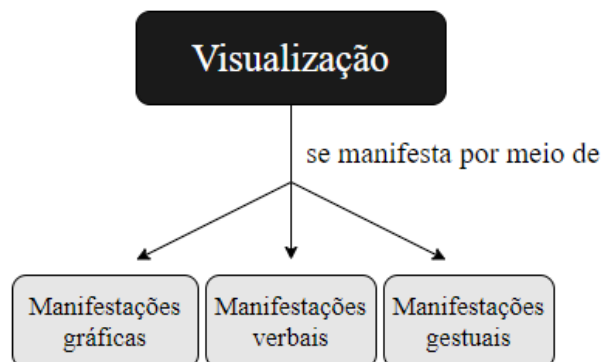 Visualização
se manifesta por meio de
Manifestações
gráficas
Manifestações
verbais
Manifestações
gestuais